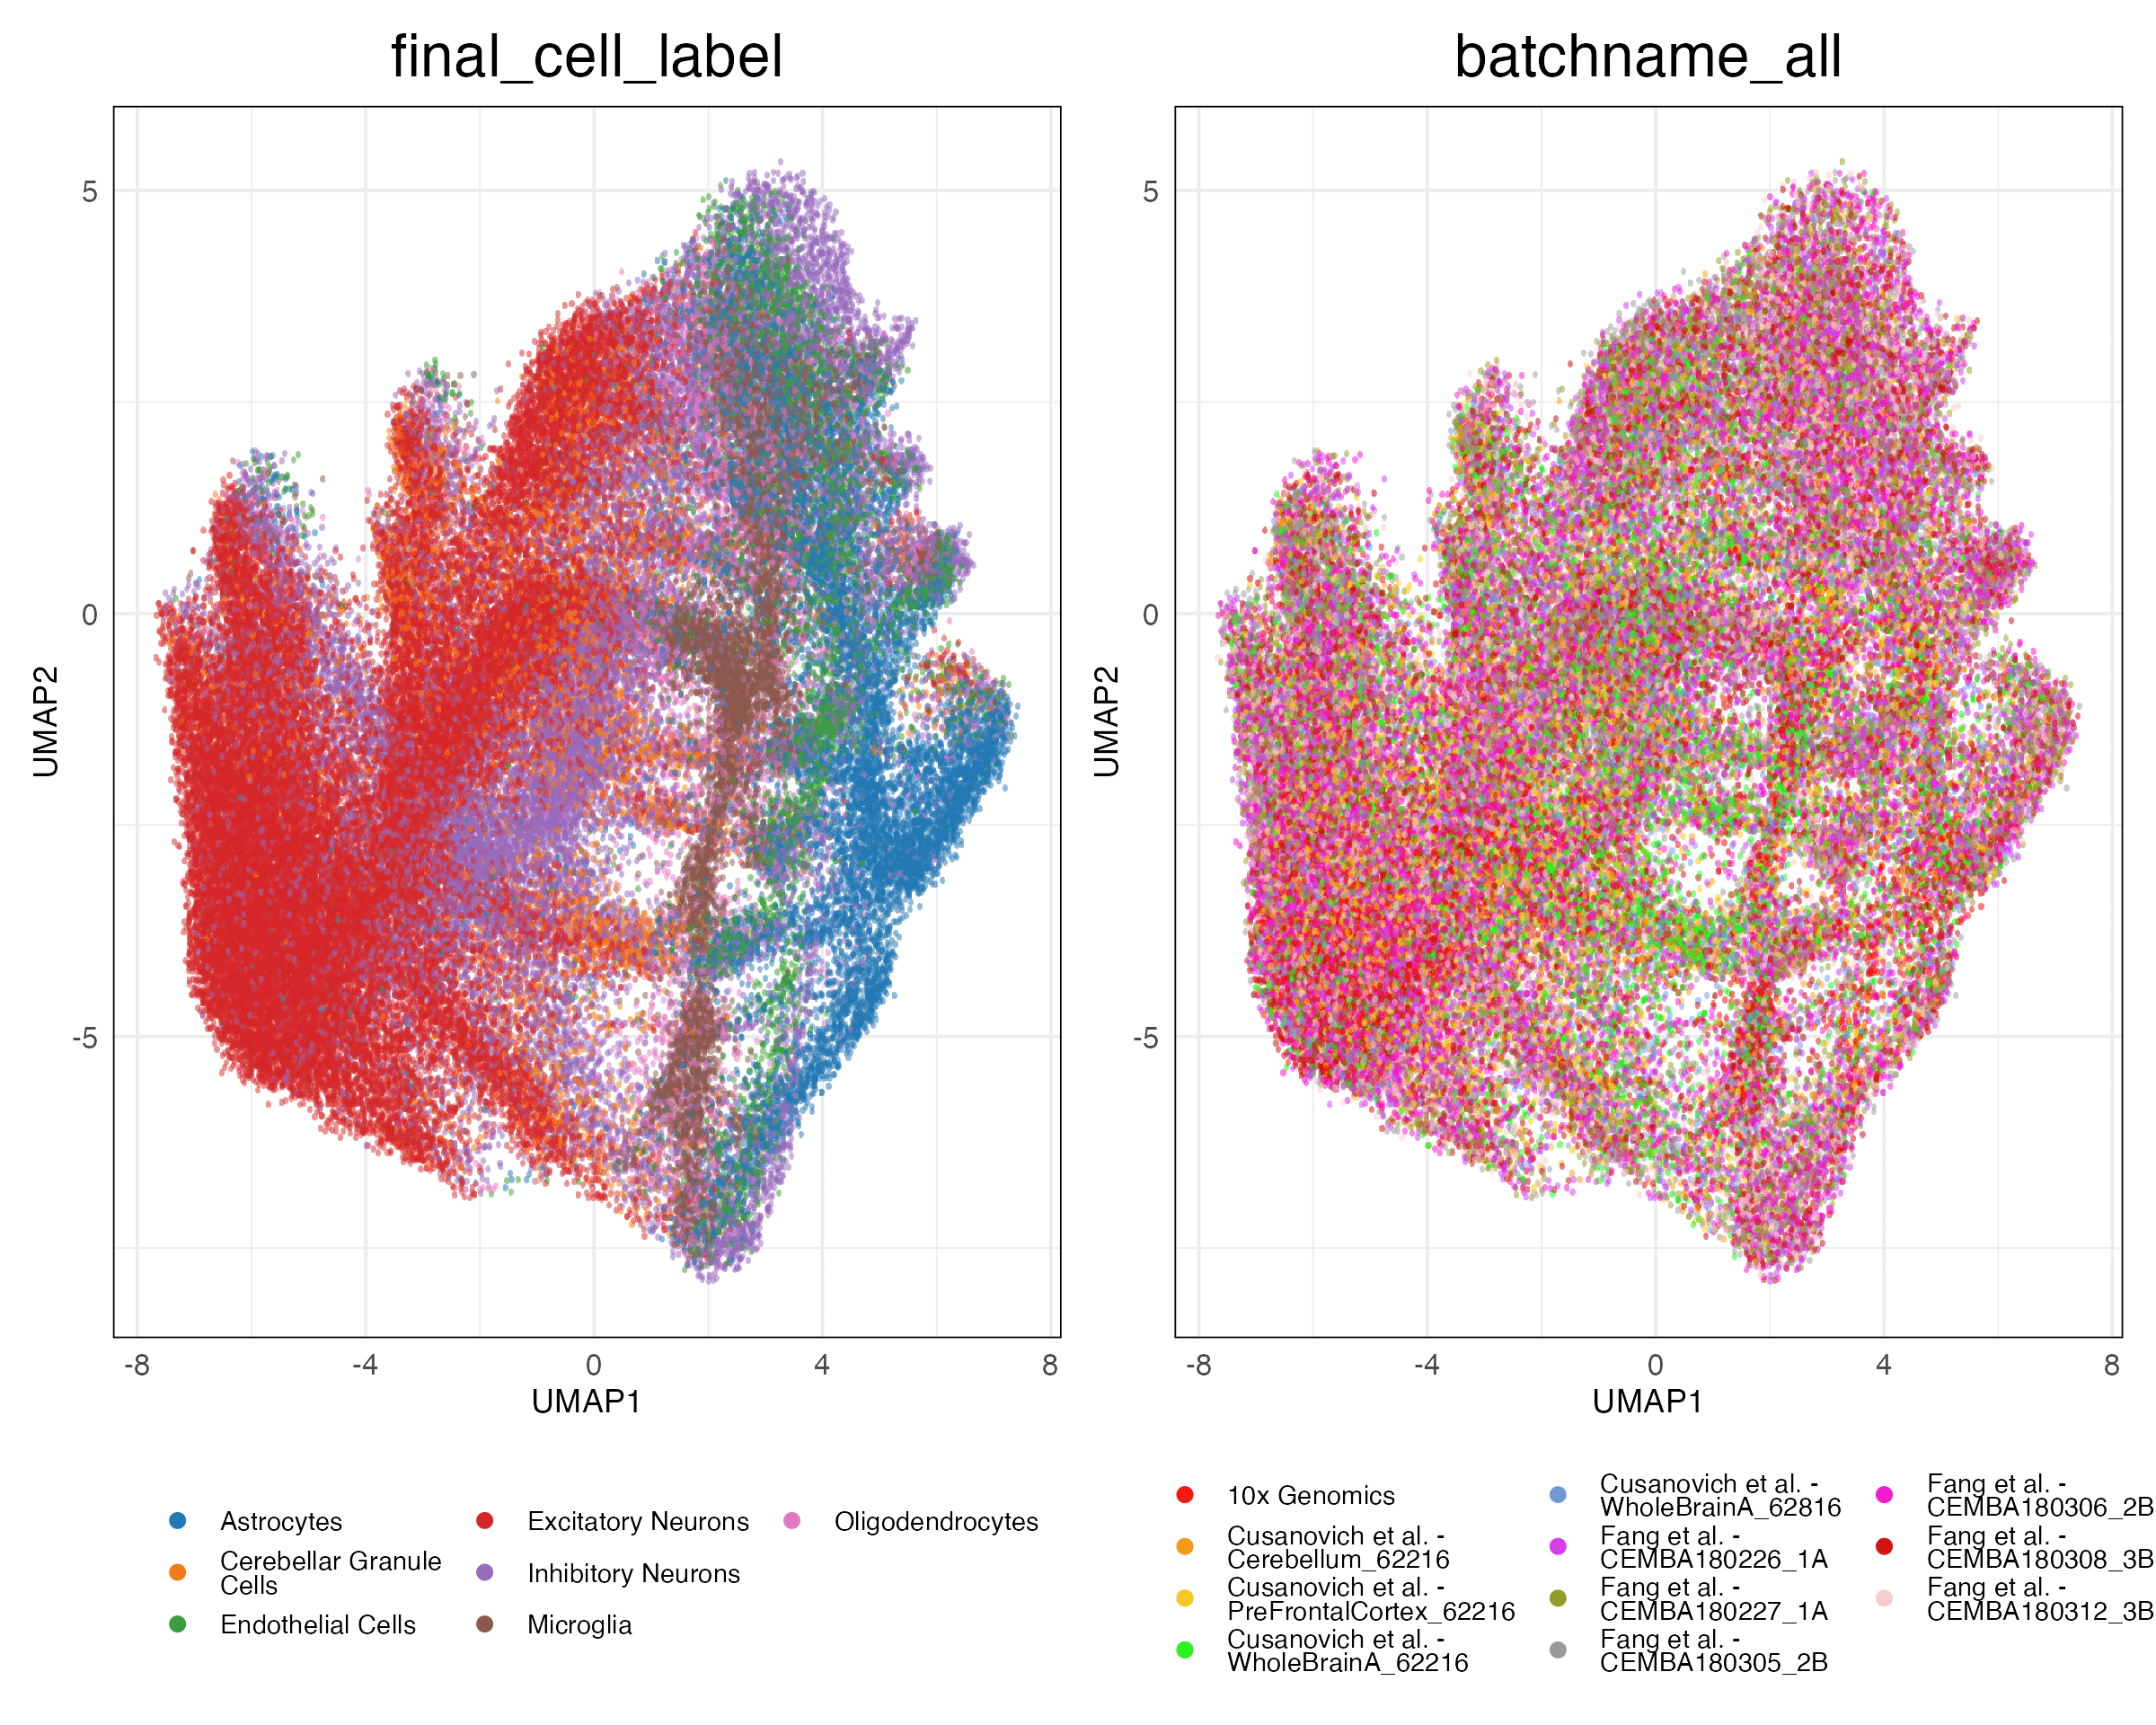 final_cell_label
batchname_all
5
0
-5
UMAP2
-8
-4
0
4
8
UMAP1
5
0
-5
UMAP2
-8
-4
0
4
8
UMAP1
Astrocytes
Cerebellar Granule
Cells
Endothelial Cells
Excitatory Neurons
Inhibitory Neurons
Microglia
Oligodendrocytes
10x Genomics
Cusanovich et al. -
Cerebellum_62216
Cusanovich et al. -
PreFrontalCortex_62216
Cusanovich et al. -
WholeBrainA_62216
Cusanovich et al. -
WholeBrainA_62816
Fang et al. -
CEMBA180226_1A
Fang et al. -
CEMBA180227_1A
Fang et al. -
CEMBA180305_2B
Fang et al. -
CEMBA180306_2B
Fang et al. -
CEMBA180308_3B
Fang et al. -
CEMBA180312_3B